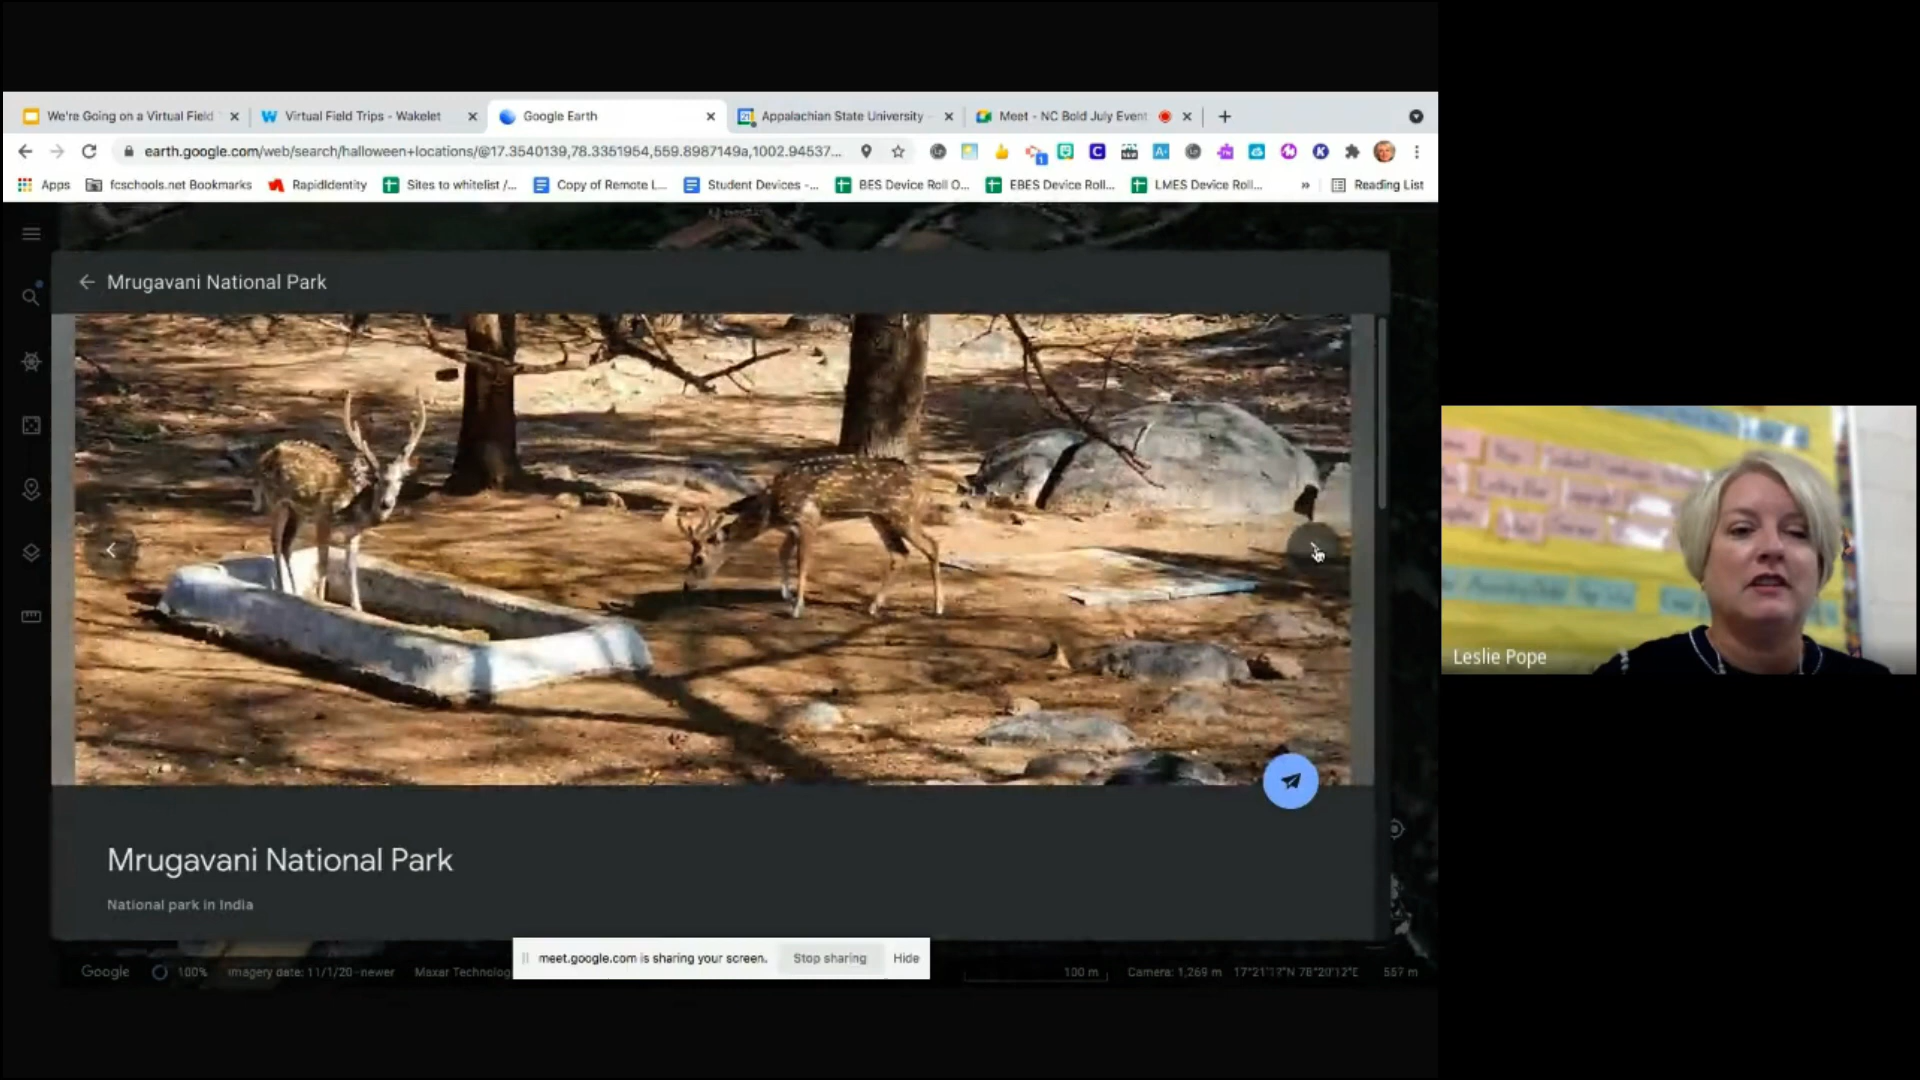 We're Going on a Virtual Field
Virtual Field Trips - Wakelet
Google Earth
Appalachian State University -
Meet - NC Bold July Event
earth.google.com/web/search/halloween+locations/@17.3540139,78.3351954,559.8987149a,1002.94537...
Apps
fcschools.net Bookmarks
RapidIdentity
Sites to whitelist /...
Copy of Remote L...
Student Devices -...
BES Device Roll O...
EBES Device Roll...
LMES Device Roll...
»
Reading List
Mrugavani National Park
Leslie Pope
Mrugavani National Park
National park in India
meet.google.com is sharing your screen.
Stop sharing
Hide
Google
100%
Imagery date: 11/1/20-newer
Maxar Technolog
100 m
Camera: 1,269 m
557 m